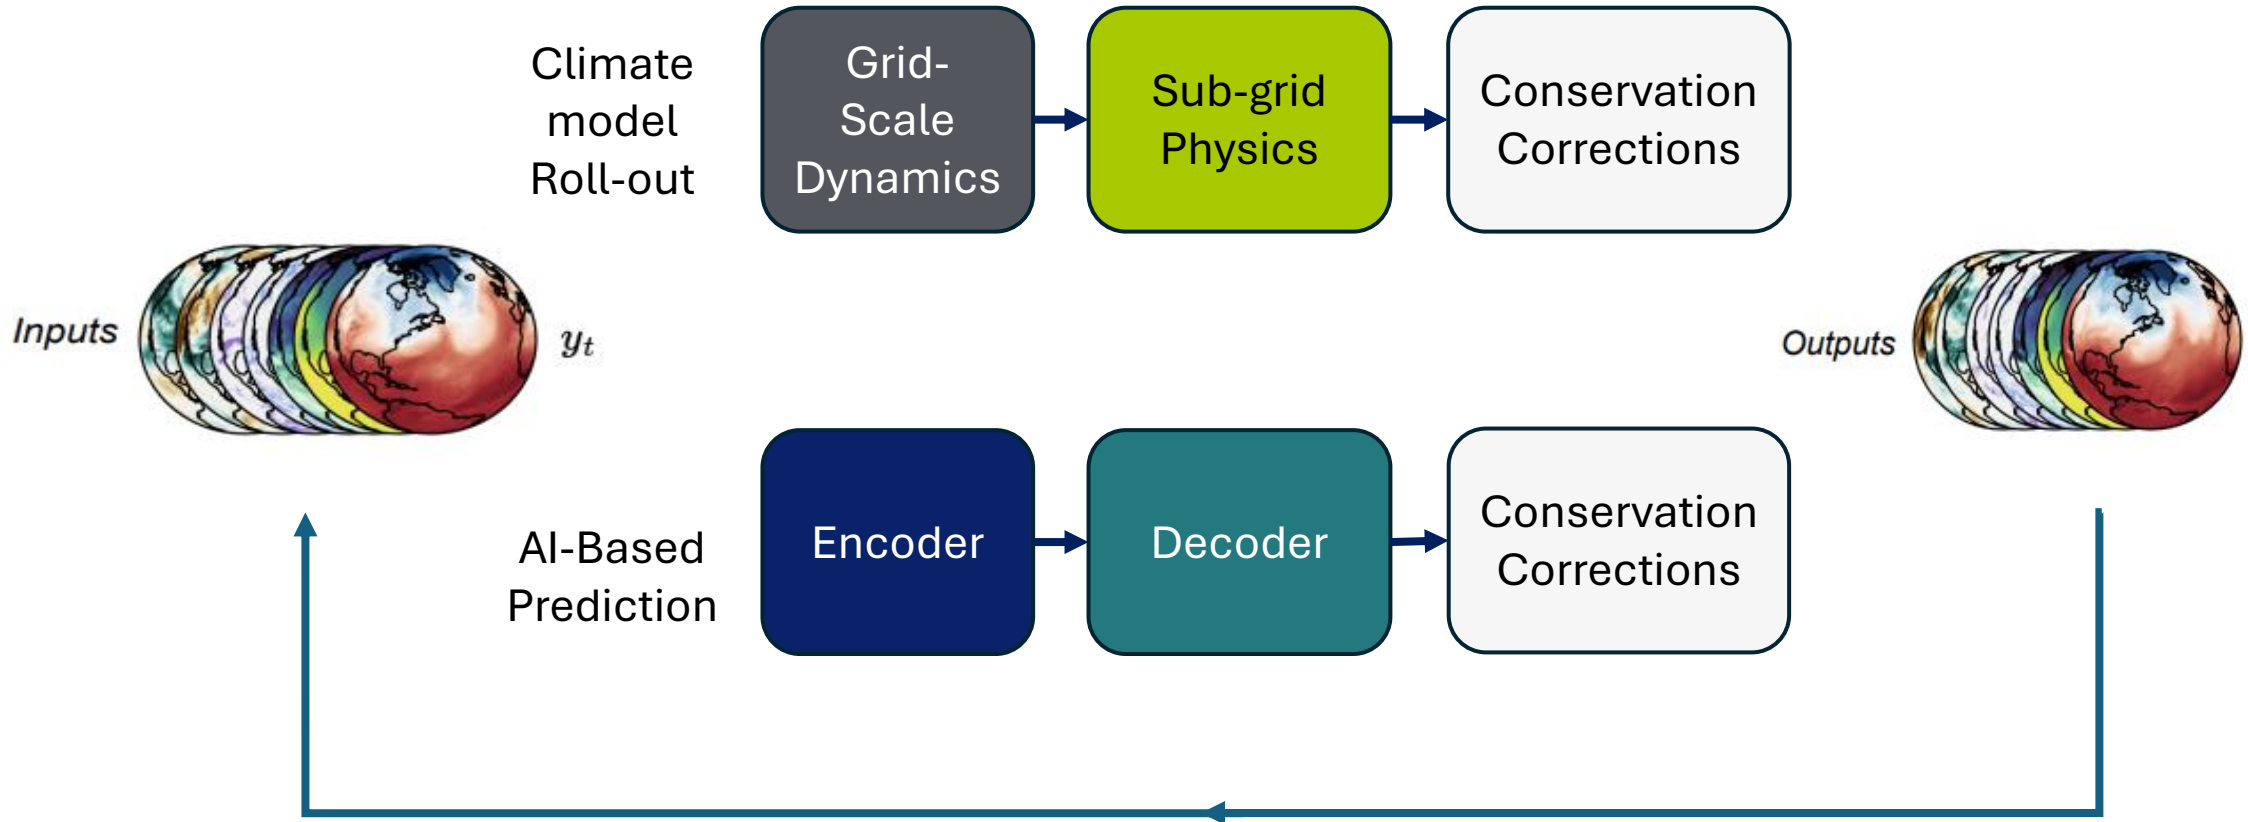 Climate
model
Roll-out
Grid-
Scale
Dynamics
Sub-grid
Physics
Conservation
Corrections
Inputs
y_t
Outputs
AI-Based
Prediction
Encoder
Decoder
Conservation
Corrections